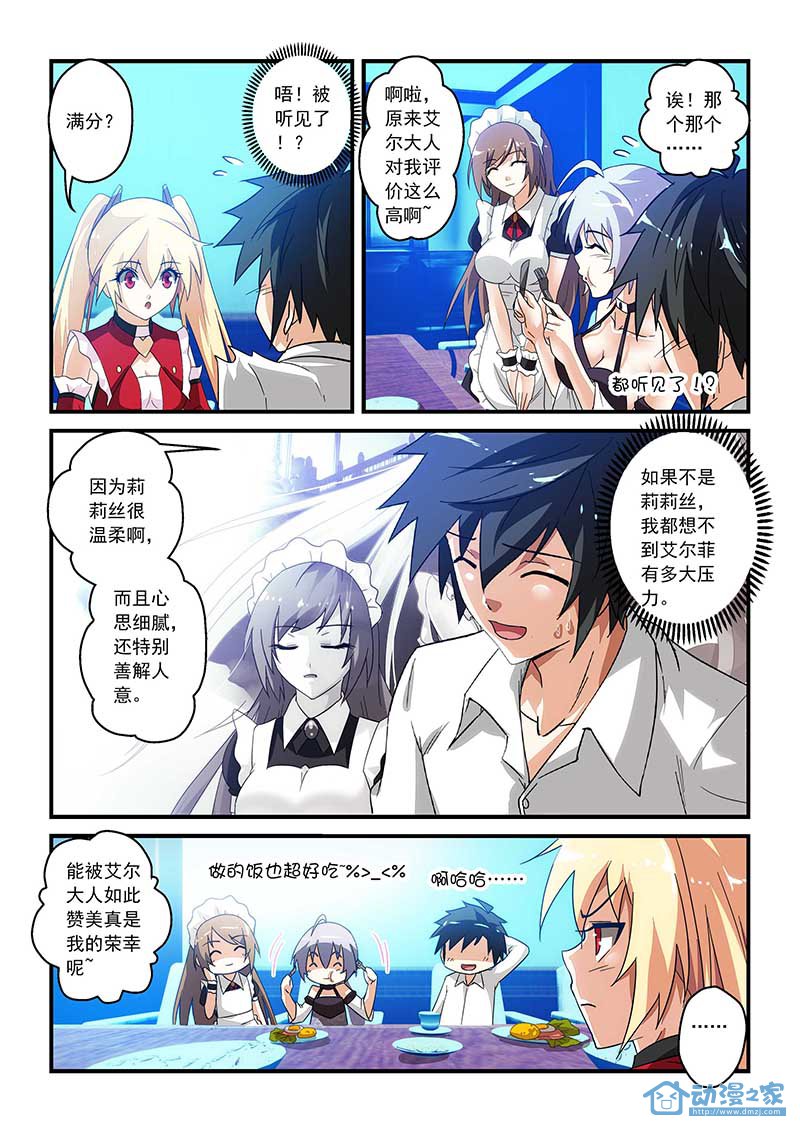 满分？
唔！被
听见了
！？
啊啦，
原来艾
尔大人
对我评
价这么
高啊~
诶！那
个那个
……
都听见了！？
因为莉
莉丝很
温柔啊，
而且心
思细腻，
还特别
善解人
意。
如果不是
莉莉丝，
我都想不
到艾尔菲
有多大压
力。
能被艾尔
大人如此
赞美真是
我的荣幸
呢~
做的饭也超好吃~%>_<%
啊哈哈……
……
动漫之家
http://www.dmzj.com